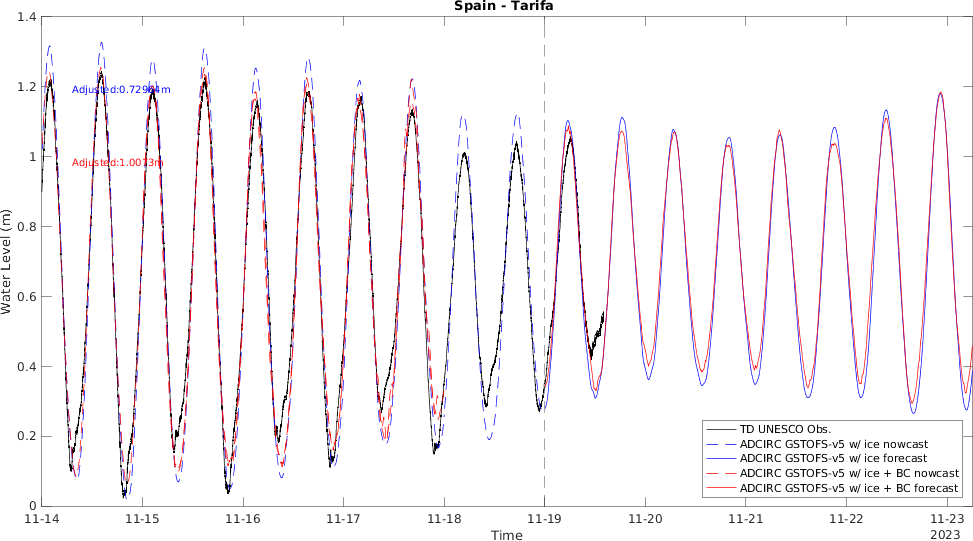 Spain - Tarifa
1.4
1.2
1
0.8
0.6
0.4
0.2
0
Water Level (m)
Adjusted:0.72964m
Adjusted:1.0073m
TD UNESCO Obs.
ADCIRC GSTOFS-v5 w/ ice nowcast
ADCIRC GSTOFS-v5 w/ ice forecast
ADCIRC GSTOFS-v5 w/ ice + BC nowcast
ADCIRC GSTOFS-v5 w/ ice + BC forecast
11-14 11-15 11-16 11-17 11-18 11-19 11-20 11-21 11-22 11-23
2023
Time